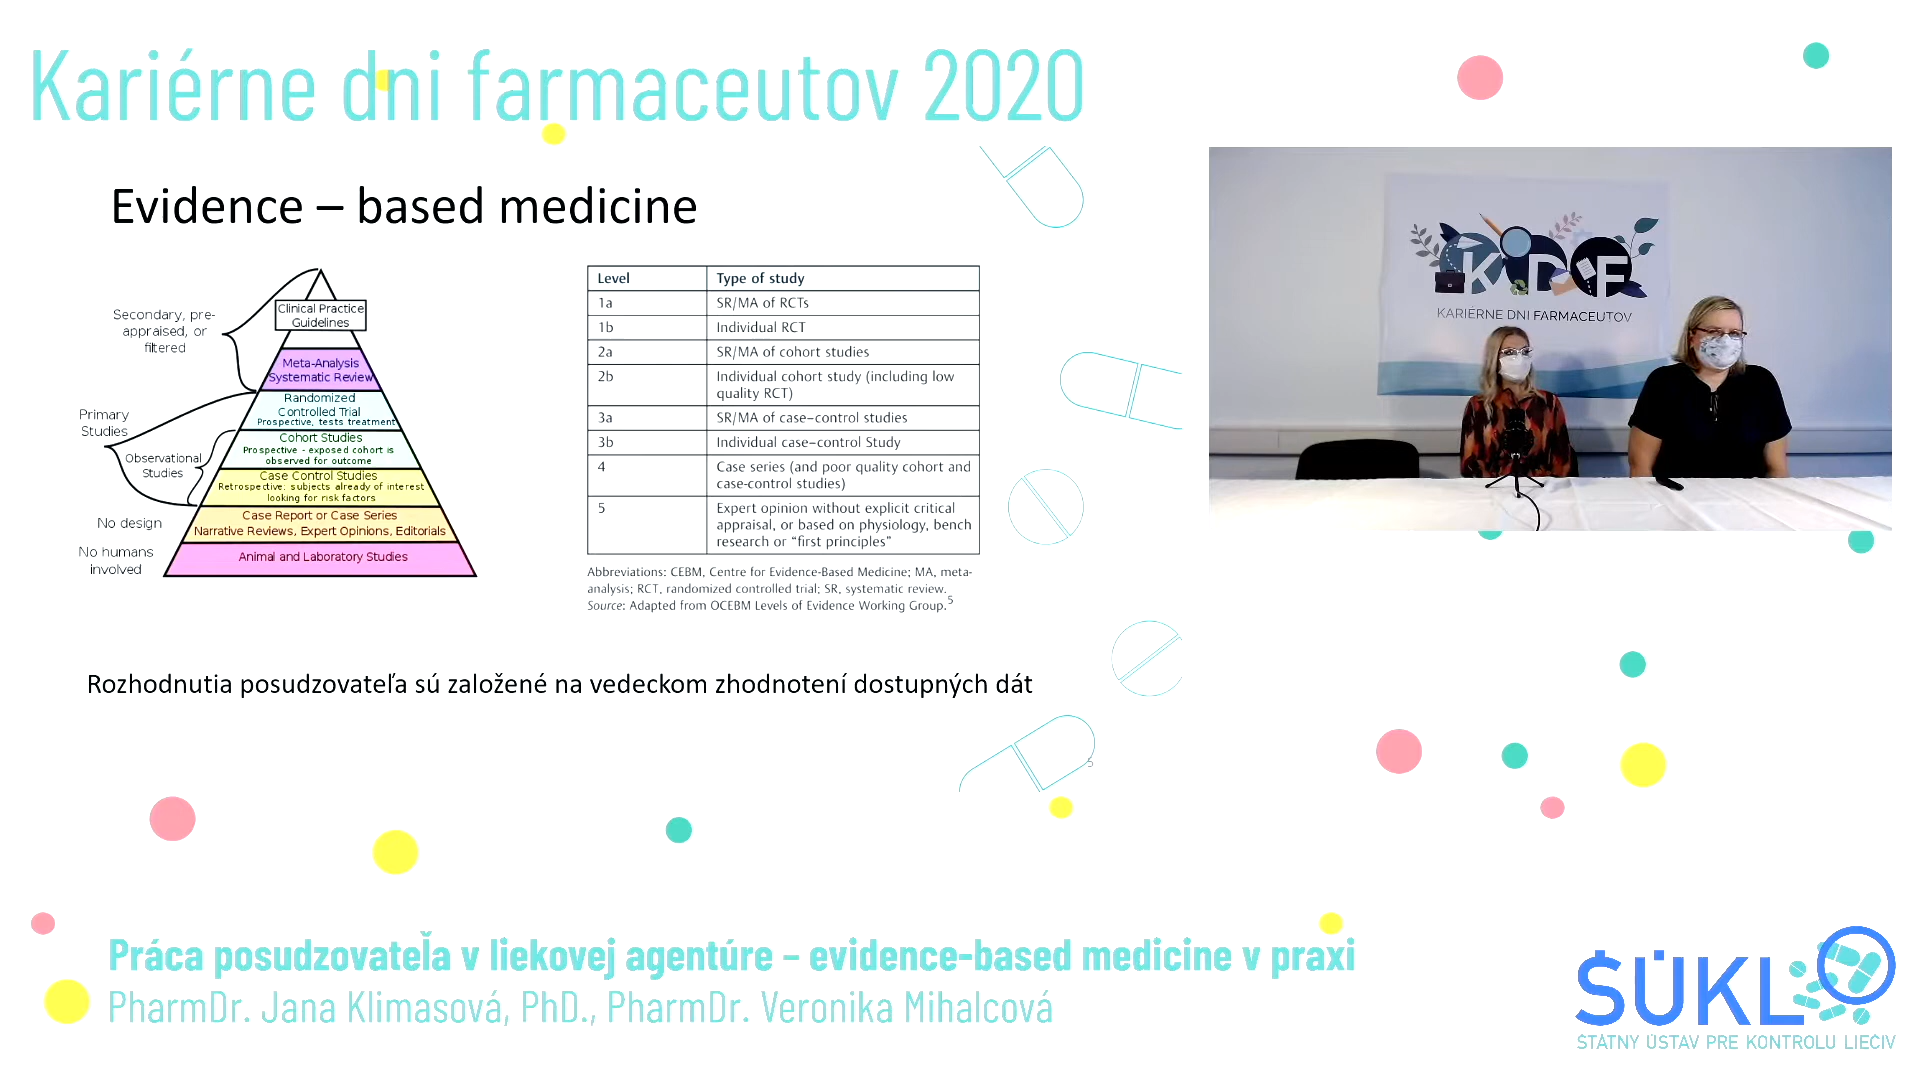 Kariérne dni farmaceutov 2020
Evidence – based medicine
Secondary, pre-
appraised, or
filtered
Primary
Studies
Observational
Studies
No design
No humans
involved
Clinical Practice
Guidelines
Meta-Analysis
Systematic Review
Randomized
Controlled Trial
Prospective, tests treatment
Cohort Studies
Prospective - exposed cohort is
observed for outcome
Case Control Studies
Retrospective: subjects already of interest
looking for risk factors
Case Report or Case Series
Narrative Reviews, Expert Opinions, Editorials
Animal and Laboratory Studies
Level Type of study
1a SR/MA of RCTs
1b Individual RCT
2a SR/MA of cohort studies
2b Individual cohort study (including low
quality RCT)
3a SR/MA of case–control studies
3b Individual case–control Study
4 Case series (and poor quality cohort and
case-control studies)
5 Expert opinion without explicit critical
appraisal, or based on physiology, bench
research or “first principles”
Abbreviations: CEBM, Centre for Evidence-Based Medicine; MA, meta-
analysis; RCT, randomized controlled trial; SR, systematic review.
Source: Adapted from OCEBM Levels of Evidence Working Group.5
Rozhodnutia posudzovateľa sú založené na vedeckom zhodnotení dostupných dát
5
KDF
KARIÉRNE DNI FARMACEUTOV
Práca posudzovateľa v liekovej agentúre – evidence-based medicine v praxi
PharmDr. Jana Klimasová, PhD., PharmDr. Veronika Mihalcová
ŠÚKL
ŠTÁTNY ÚSTAV PRE KONTROLU LIEČIV